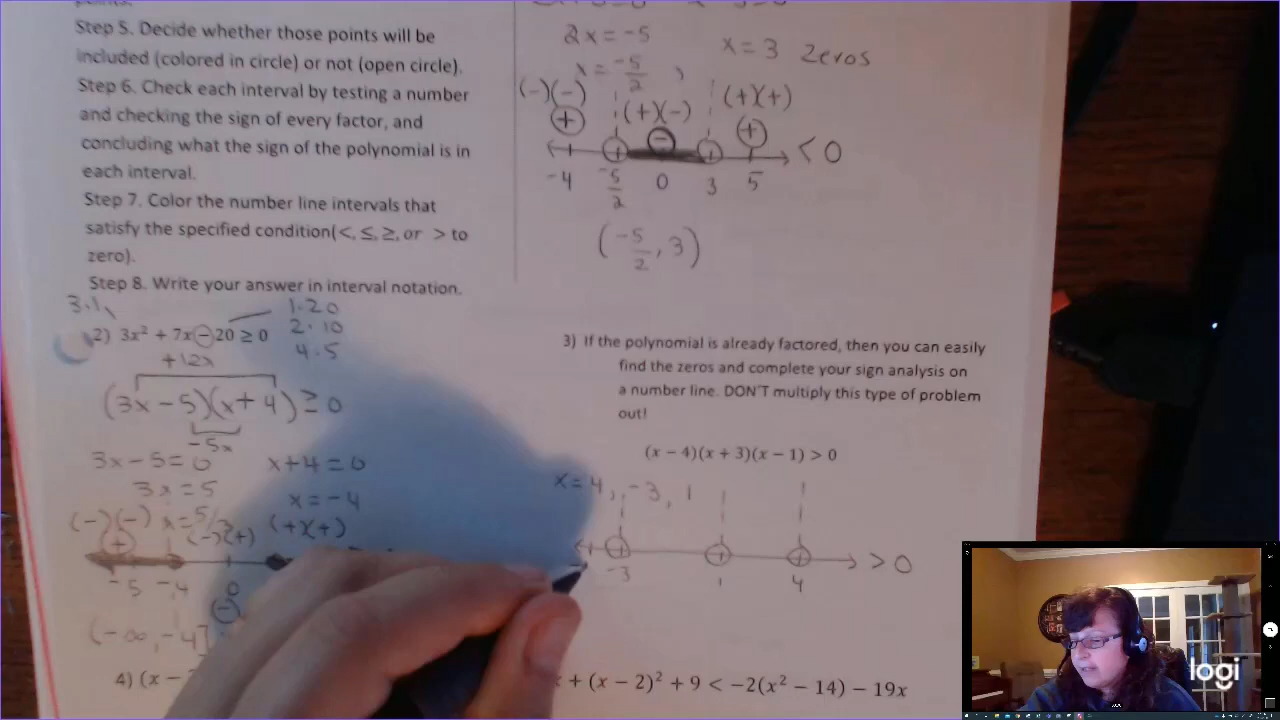 Step 5. Decide whether those points will be
included (colored in circle) or not (open circle).
Step 6. Check each interval by testing a number
and checking the sign of every factor, and
concluding what the sign of the polynomial is in
each interval.
Step 7. Color the number line intervals that
satisfy the specified condition(<, ≤, ≥, or > to
zero).
Step 8. Write your answer in interval notation.
3·1
1·20
2) 3x² + 7x − 20 ≥ 0
2·10
+12x
4·5
(3x − 5)(x + 4) ≥ 0
−5x
3x − 5 = 0 x + 4 = 0
3x = 5
x = −4
(−)(−) x = 5/3 (−)(+) (+)(+)
+
−5 −4 0
−
(−∞, −4]
4) (x −
2x = −5
x = 3 zeros
x = −5/2 ,
(−)(−) (+)(−) (+)(+)
+ − +
< 0
−4 −5/2 0 3 5
(−5/2, 3)
3) If the polynomial is already factored, then you can easily
find the zeros and complete your sign analysis on
a number line. DON'T multiply this type of problem
out!
(x − 4)(x + 3)(x − 1) > 0
x = 4, −3, 1
> 0
−3 1 4
+ (x − 2)² + 9 < −2(x² − 14) − 19x
logi